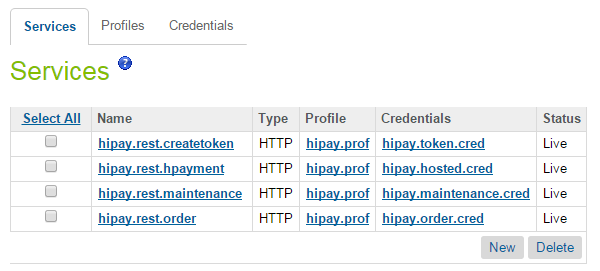 Services Profiles Credentials
Services ?
Select All Name Type Profile Credentials Status
hipay.rest.createtoken HTTP hipay.prof hipay.token.cred Live
hipay.rest.hpayment HTTP hipay.prof hipay.hosted.cred Live
hipay.rest.maintenance HTTP hipay.prof hipay.maintenance.cred Live
hipay.rest.order HTTP hipay.prof hipay.order.cred Live
New Delete